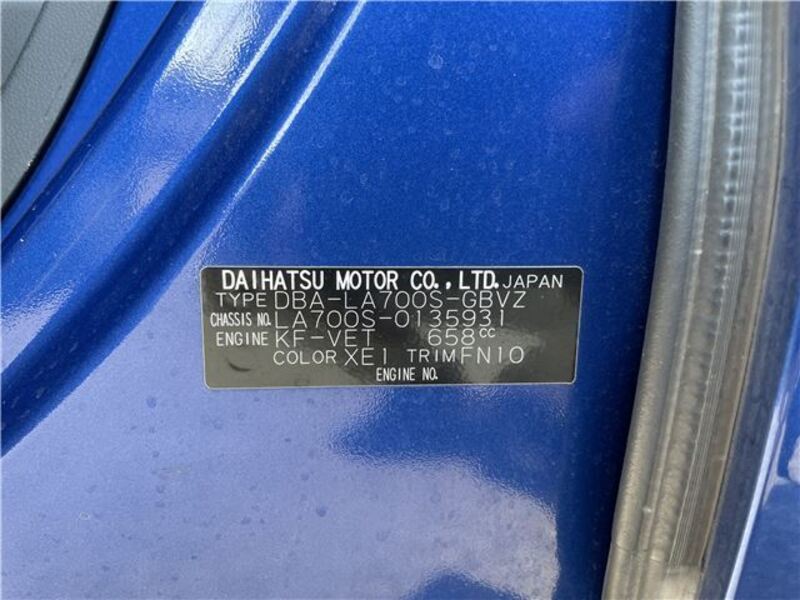 DAIHATSU MOTOR CO., LTD. JAPAN
TYPE DBA-LA700S-GBVZ
CHASSIS NO. LA700S-0135931
ENGINE KF-VET 658cc
COLOR XE1 TRIM FN10
ENGINE NO.